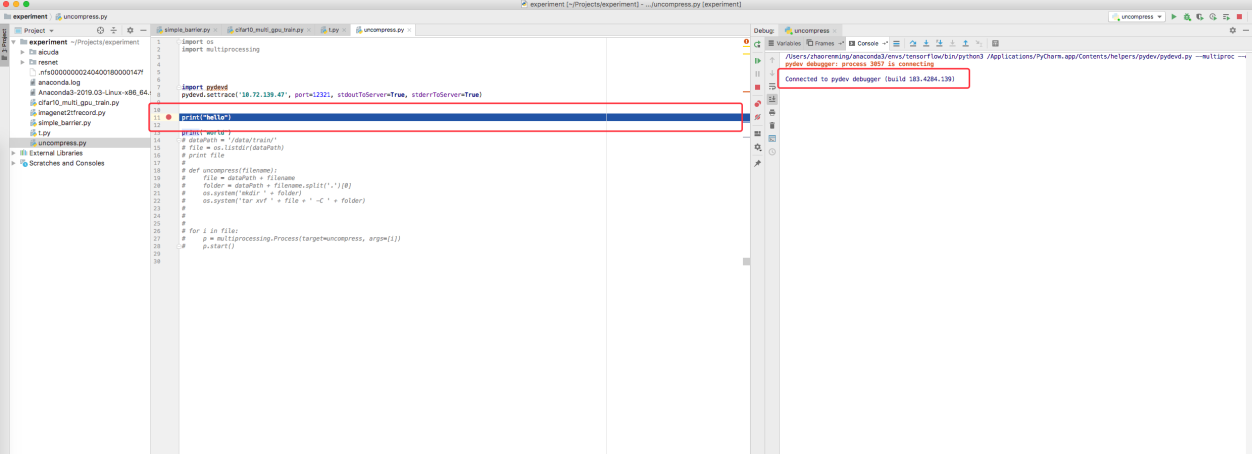 experiment [~/Projects/experiment] - .../uncompress.py [experiment]
experiment uncompress.py
uncompress
Project
experiment ~/Projects/experiment
aicuda
resnet
.nfs00000000240400180000147f
anaconda.log
Anaconda3-2019.03-Linux-x86_64.s
cifar10_multi_gpu_train.py
imagenet2tfrecord.py
simple_barrier.py
t.py
uncompress.py
External Libraries
Scratches and Consoles
simple_barrier.py cifar10_multi_gpu_train.py t.py uncompress.py
1 import os
2 import multiprocessing
3
4
5
6
7 import pydevd
8 pydevd.settrace('10.72.139.47', port=12321, stdoutToServer=True, stderrToServer=True)
9
10
11 print("hello")
12
13 print("world")
14 # dataPath = '/data/train/'
15 # file = os.listdir(dataPath)
16 # print file
17 #
18 # def uncompress(filename):
19 #     file = dataPath + filename
20 #     folder = dataPath + filename.split('.')[0]
21 #     os.system('mkdir ' + folder)
22 #     os.system('tar xvf ' + file + ' -C ' + folder)
23 #
24 #
25 #
26 # for i in file:
27 #     p = multiprocessing.Process(target=uncompress, args=[i])
28 #     p.start()
29
30
Debug: uncompress
Variables Frames Console
/Users/zhaorenming/anaconda3/envs/tensorflow/bin/python3 /Applications/PyCharm.app/Contents/helpers/pydev/pydevd.py --multiproc
pydev debugger: process 3057 is connecting
Connected to pydev debugger (build 183.4284.139)